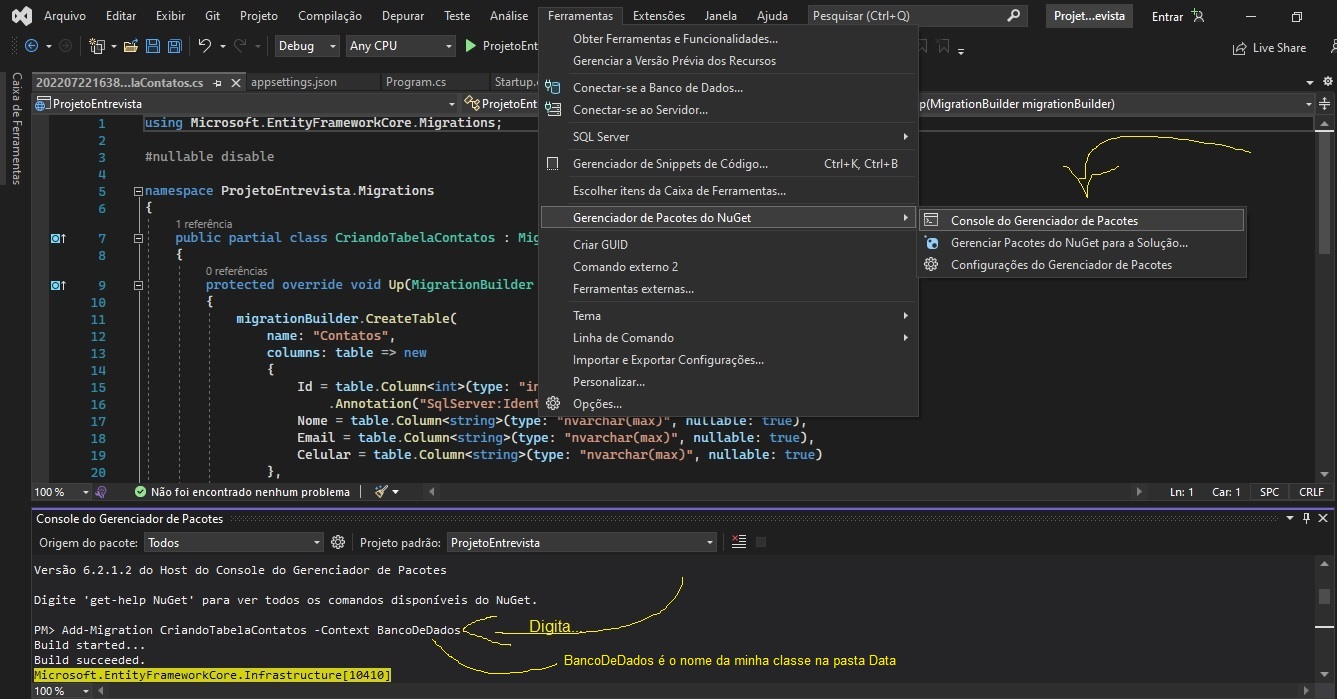 Arquivo Editar Exibir Git Projeto Compilação Depurar Teste Análise Ferramentas Extensões Janela Ajuda Pesquisar (Ctrl+Q) Projet...evista Entrar
Debug Any CPU ProjetoEnt Live Share
Caixa de Ferramentas
202207221638...laContatos.cs appsettings.json Program.cs Startup.
ProjetoEntrevista ProjetoEnt p(MigrationBuilder migrationBuilder)
Obter Ferramentas e Funcionalidades...
Gerenciar a Versão Prévia dos Recursos
Conectar-se a Banco de Dados...
Conectar-se ao Servidor...
SQL Server
Gerenciador de Snippets de Código... Ctrl+K, Ctrl+B
Escolher itens da Caixa de Ferramentas...
Gerenciador de Pacotes do NuGet
Criar GUID
Comando externo 2
Ferramentas externas...
Tema
Linha de Comando
Importar e Exportar Configurações...
Personalizar...
Opções...
Console do Gerenciador de Pacotes
Gerenciar Pacotes do NuGet para a Solução...
Configurações do Gerenciador de Pacotes
1 using Microsoft.EntityFrameworkCore.Migrations;
2
3 #nullable disable
4
5 namespace ProjetoEntrevista.Migrations
6 {
1 referência
7 public partial class CriandoTabelaContatos : Mig
8 {
0 referências
9 protected override void Up(MigrationBuilder
10 {
11 migrationBuilder.CreateTable(
12 name: "Contatos",
13 columns: table => new
14 {
15 Id = table.Column<int>(type: "in
16 .Annotation("SqlServer:Ident
17 Nome = table.Column<string>(type: "nvarchar(max)", nullable: true),
18 Email = table.Column<string>(type: "nvarchar(max)", nullable: true),
19 Celular = table.Column<string>(type: "nvarchar(max)", nullable: true)
20 },
100 % Não foi encontrado nenhum problema Ln: 1 Car: 1 SPC CRLF
Console do Gerenciador de Pacotes
Origem do pacote: Todos Projeto padrão: ProjetoEntrevista
Versão 6.2.1.2 do Host do Console do Gerenciador de Pacotes
Digite 'get-help NuGet' para ver todos os comandos disponíveis do NuGet.
PM> Add-Migration CriandoTabelaContatos -Context BancoDeDados
Digita...
Build started...
Build succeeded.
BancoDeDados é o nome da minha classe na pasta Data
Microsoft.EntityFrameworkCore.Infrastructure[10410]
100 %